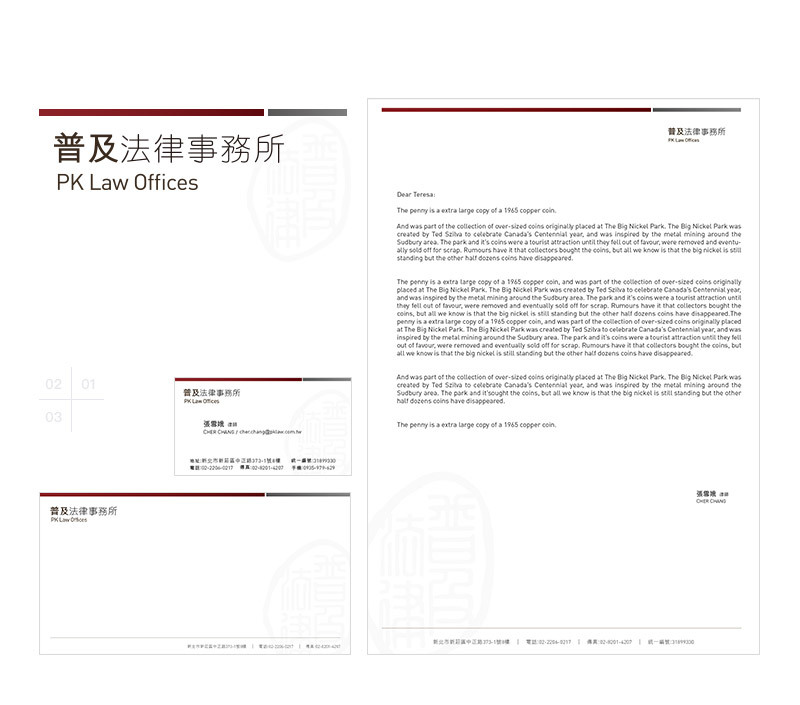 普及法律事務所
PK Law Offices
普及
法律
02 01
03
普及法律事務所
PK Law Offices
張雪娥 律師
CHER CHANG / cher.chang@pklaw.com.tw
地址:新北市新莊區中正路373-1號8樓 統一編號:31899330
電話:02-2206-0217 傳真:02-8201-4207 手機:0935-979-629
普及法律事務所
PK Law Offices
新北市新莊區中正路373-1號8樓 | 電話:02-2206-0217 | 傳真:02-8201-4207
普及法律事務所
PK Law Offices
Dear Teresa:
The penny is a extra large copy of a 1965 copper coin.
And was part of the collection of over-sized coins originally placed at The Big Nickel Park. The Big Nickel Park was
created by Ted Szilva to celebrate Canada's Centennial year, and was inspired by the metal mining around the
Sudbury area. The park and it's coins were a tourist attraction until they fell out of favour, were removed and eventu-
ally sold off for scrap. Rumours have it that collectors bought the coins, but all we know is that the big nickel is still
standing but the other half dozens coins have disappeared.
The penny is a extra large copy of a 1965 copper coin, and was part of the collection of over-sized coins originally
placed at The Big Nickel Park. The Big Nickel Park was created by Ted Szilva to celebrate Canada's Centennial year,
and was inspired by the metal mining around the Sudbury area. The park and it's coins were a tourist attraction until
they fell out of favour, were removed and eventually sold off for scrap. Rumours have it that collectors bought the
coins, but all we know is that the big nickel is still standing but the other half dozens coins have disappeared.The
penny is a extra large copy of a 1965 copper coin, and was part of the collection of over-sized coins originally placed
at The Big Nickel Park. The Big Nickel Park was created by Ted Szilva to celebrate Canada's Centennial year, and was
inspired by the metal mining around the Sudbury area. The park and it's coins were a tourist attraction until they fell
out of favour, were removed and eventually sold off for scrap. Rumours have it that collectors bought the coins, but
all we know is that the big nickel is still standing but the other half dozens coins have disappeared.
And was part of the collection of over-sized coins originally placed at The Big Nickel Park. The Big Nickel Park was
created by Ted Szilva to celebrate Canada's Centennial year, and was inspired by the metal mining around the
Sudbury area. The park and it'sought the coins, but all we know is that the big nickel is still standing but the other
half dozens coins have disappeared.
The penny is a extra large copy of a 1965 copper coin.
張雪娥 律師
CHER CHANG
新北市新莊區中正路373-1號8樓 | 電話:02-2206-0217 | 傳真:02-8201-4207 | 統一編號:31899330